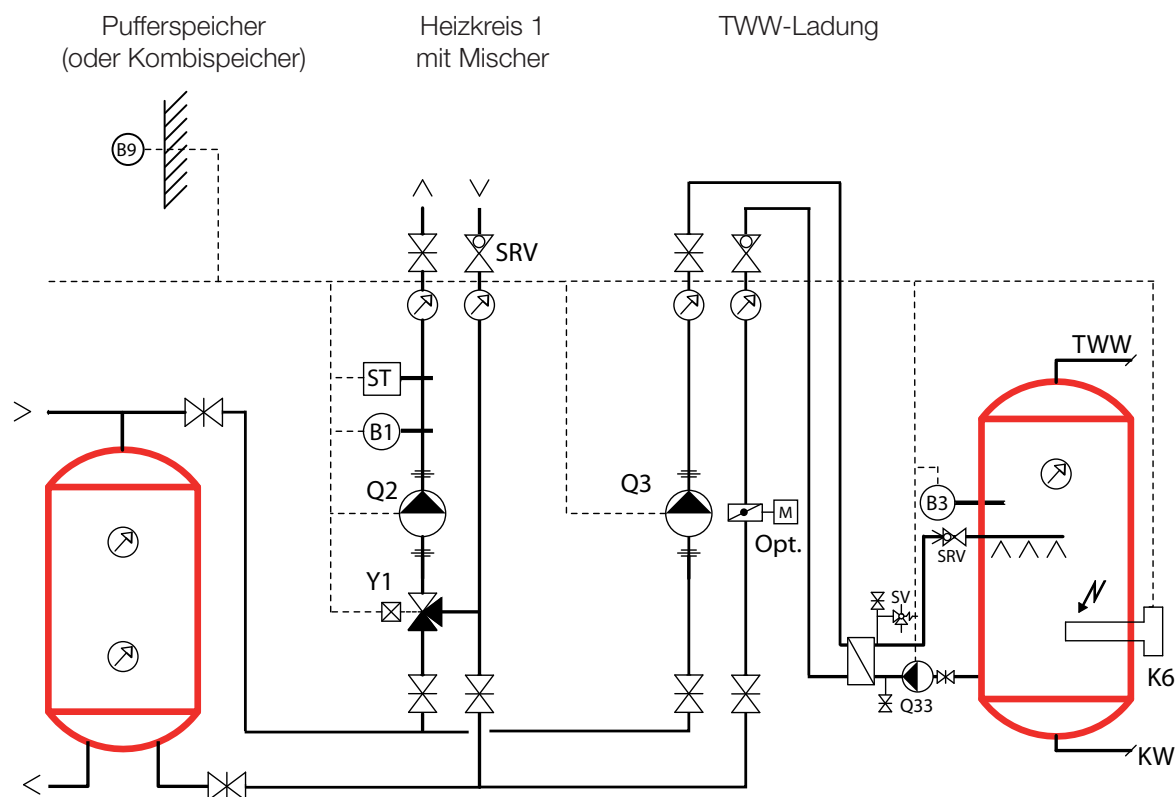 Pufferspeicher
(oder Kombispeicher)
Heizkreis 1
mit Mischer
TWW-Ladung
B9
SRV
TWW
ST
B1
Q2
Q3
B3
M
Opt.
SRV
Y1
SV
K6
Q33
KW